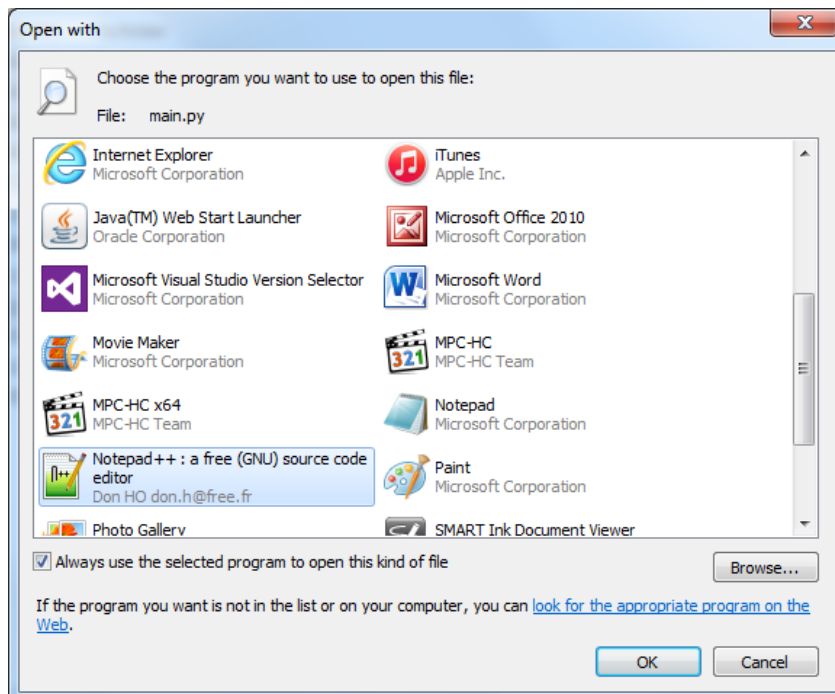 Open with
Choose the program you want to use to open this file:
File: main.py
Internet Explorer
Microsoft Corporation
iTunes
Apple Inc.
Java(TM) Web Start Launcher
Oracle Corporation
Microsoft Office 2010
Microsoft Corporation
Microsoft Visual Studio Version Selector
Microsoft Corporation
Microsoft Word
Microsoft Corporation
Movie Maker
Microsoft Corporation
MPC-HC
MPC-HC Team
MPC-HC x64
MPC-HC Team
Notepad
Microsoft Corporation
Notepad++ : a free (GNU) source code
editor
Don HO don.h@free.fr
Paint
Microsoft Corporation
Photo Gallery
SMART Ink Document Viewer
Always use the selected program to open this kind of file
Browse...
If the program you want is not in the list or on your computer, you can look for the appropriate program on the
Web.
OK
Cancel